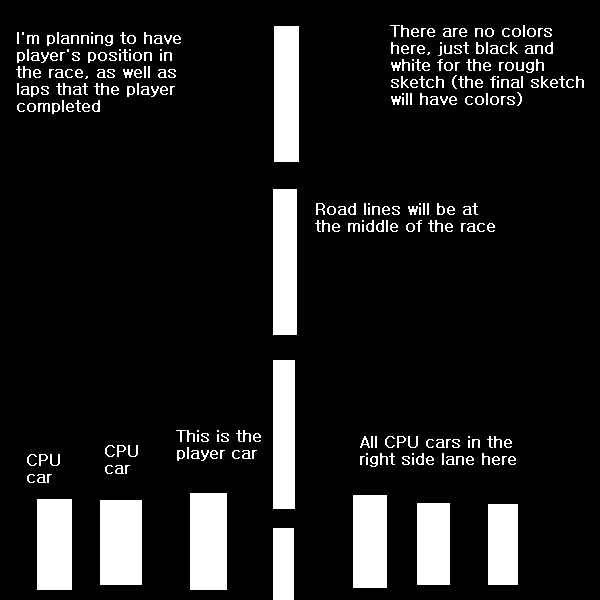 I'm planning to have
player's position in
the race, as well as
laps that the player
completed
There are no colors
here, just black and
white for the rough
sketch (the final sketch
will have colors)
Road lines will be at
the middle of the race
This is the
player car
CPU
car
CPU
car
All CPU cars in the
right side lane here